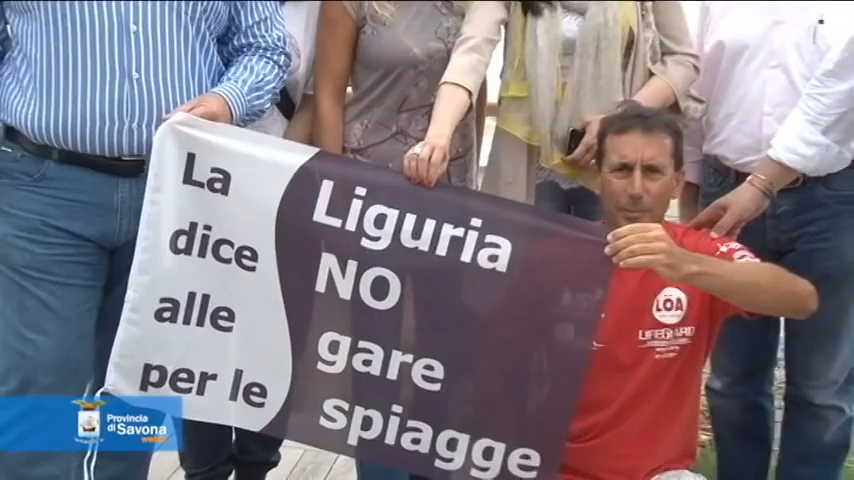 La Liguria
dice NO
alle gare
per le spiagge
LOA
LIFEGUARD
Provincia
di Savona